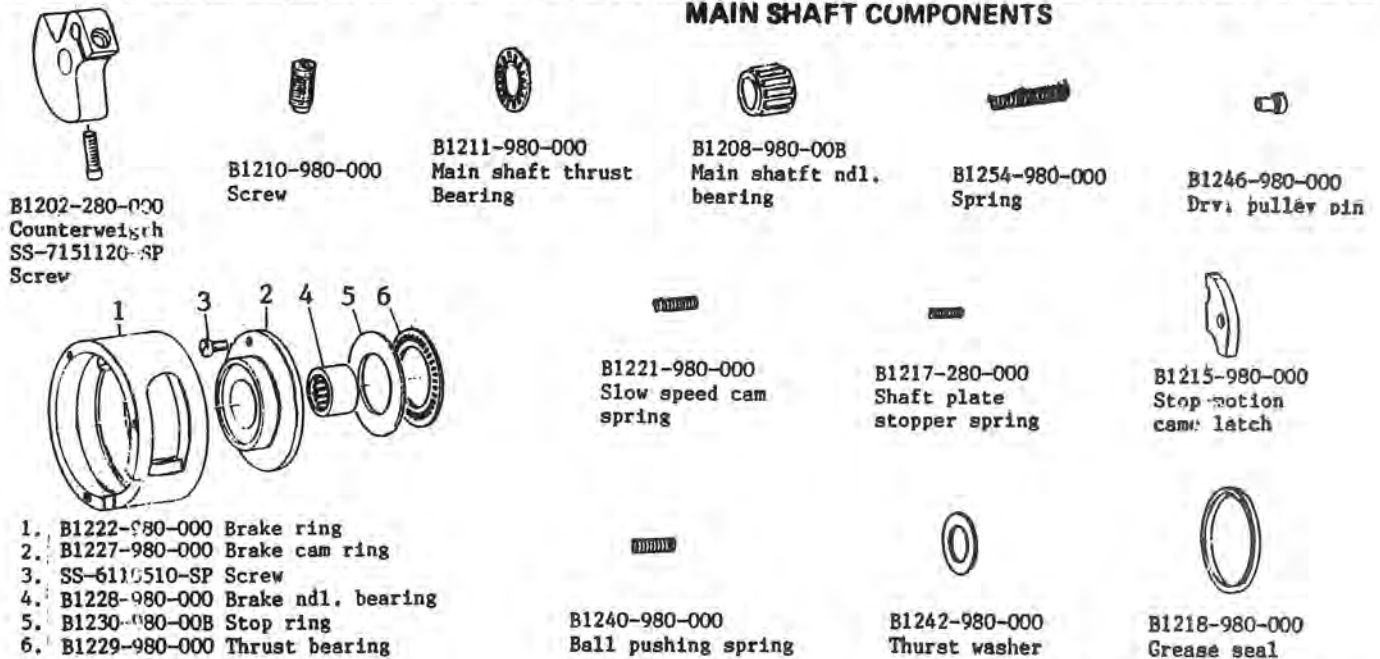 MAIN SHAFT COMPONENTS
B1202-280-000
Counterweigth
SS-7151120-SP
Screw
B1210-980-000
Screw
B1211-980-000
Main shaft thrust
Bearing
B1208-980-00B
Main shatft ndl.
bearing
B1254-980-000
Spring
B1246-980-000
Drv. pulley pin
1 3 2 4 5 6
B1221-980-000
Slow speed cam
spring
B1217-280-000
Shaft plate
stopper spring
B1215-980-000
Stop motion
came latch
1. B1222-980-000 Brake ring
2. B1227-980-000 Brake cam ring
3. Screw
4. B1228-980-000 Brake ndl. bearing
5. B1230-980-00B Stop ring
6. B1229-980-000 Thrust bearing
B1240-980-000
Ball pushing spring
B1242-980-000
Thurst washer
B1218-980-000
Grease seal